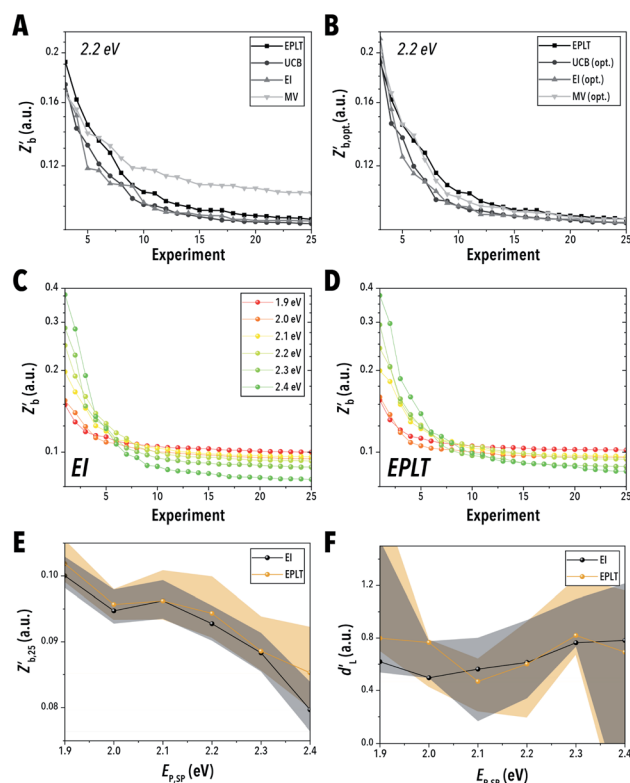 A
2.2 eV
EPLT
UCB
EI
MV
0.2
0.16
0.12
Z'b (a.u.)
5 10 15 20 25
Experiment
B
2.2 eV
EPLT
UCB (opt.)
EI (opt.)
MV (opt.)
0.2
0.16
0.12
Z'b,opt. (a.u.)
5 10 15 20 25
Experiment
C
1.9 eV
2.0 eV
2.1 eV
2.2 eV
2.3 eV
2.4 eV
0.4
0.3
0.2
0.1
Z'b (a.u.)
EI
5 10 15 20 25
Experiment
D
0.4
0.3
0.2
0.1
Z'b (a.u.)
EPLT
5 10 15 20 25
Experiment
E
EI
EPLT
0.10
0.09
0.08
Z'b,25 (a.u.)
1.9 2.0 2.1 2.2 2.3 2.4
EP,SP (eV)
F
EI
EPLT
1.2
0.8
0.4
0.0
d'L (a.u.)
1.9 2.0 2.1 2.2 2.3 2.4
EP,SP (eV)